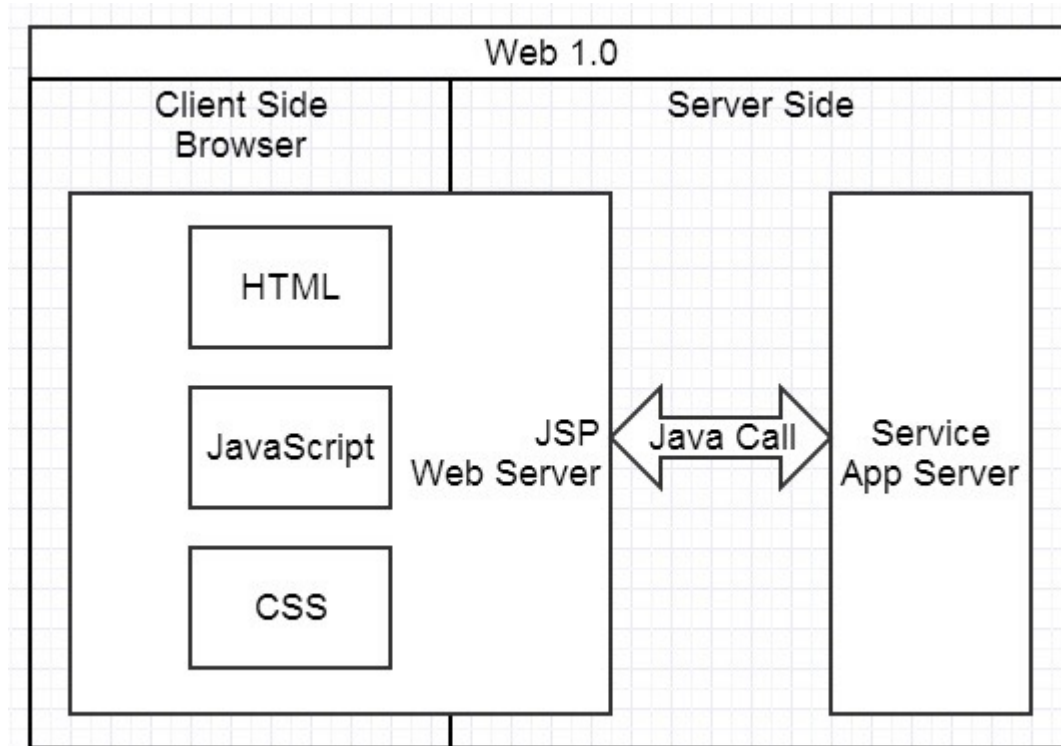 Web 1.0
Client Side
Browser
Server Side
HTML
JavaScript
CSS
JSP
Web Server
Java Call
Service
App Server